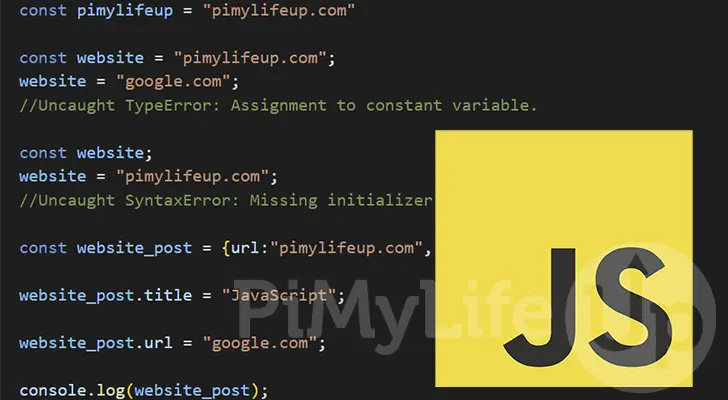 const pimylifeup = "pimylifeup.com"
const website = "pimylifeup.com";
website = "google.com";
//Uncaught TypeError: Assignment to constant variable.
const website;
website = "pimylifeup.com";
//Uncaught SyntaxError: Missing initializer
const website_post = {url:"pimylifeup.com",
website_post.title = "JavaScript";
website_post.url = "google.com";
console.log(website_post);
JS
PiMyLifeUp